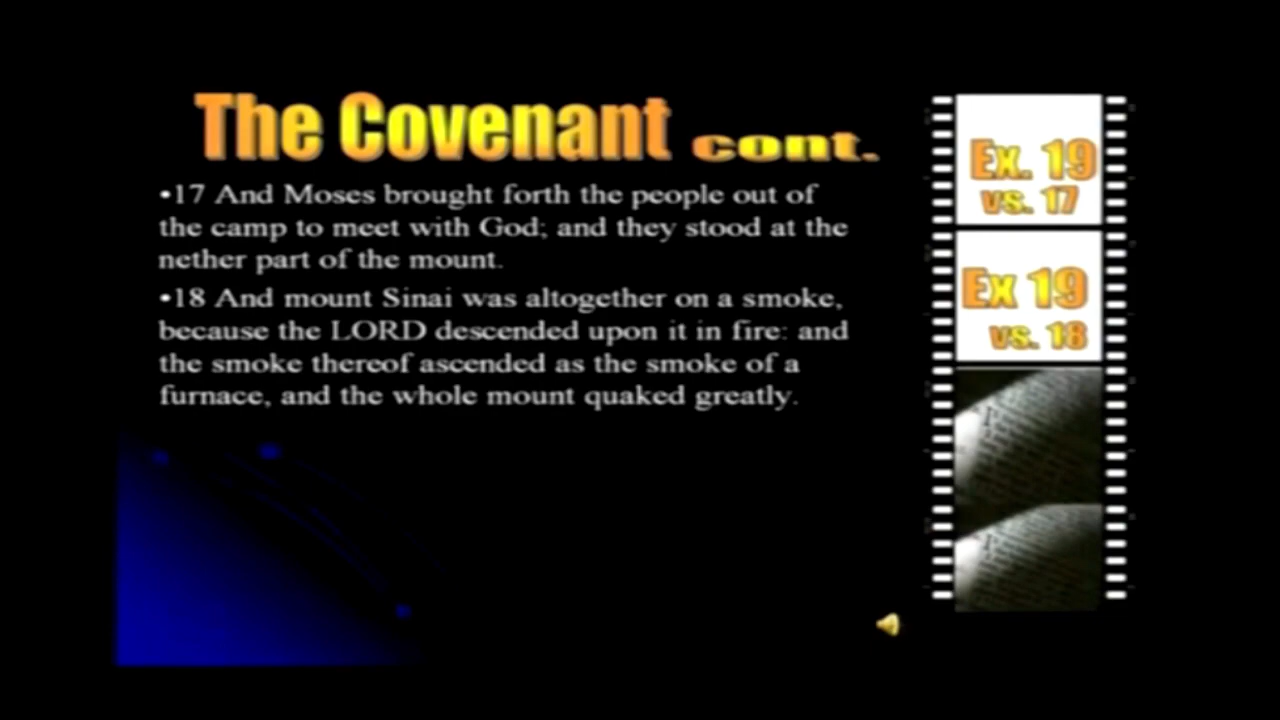 The Covenant cont.
•17 And Moses brought forth the people out of
the camp to meet with God; and they stood at the
nether part of the mount.
•18 And mount Sinai was altogether on a smoke,
because the LORD descended upon it in fire: and
the smoke thereof ascended as the smoke of a
furnace, and the whole mount quaked greatly.
Ex. 19
vs. 17
Ex 19
vs. 18